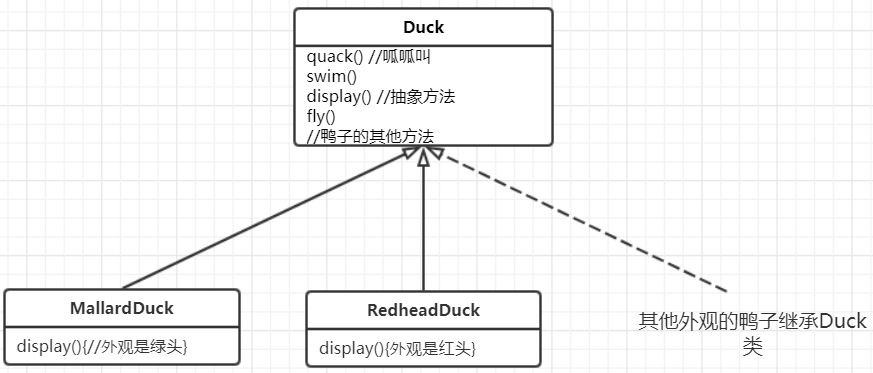 Duck
quack() //呱呱叫
swim()
display() //抽象方法
fly()
//鸭子的其他方法
MallardDuck
display(){//外观是绿头}
RedheadDuck
display(){外观是红头}
其他外观的鸭子继承Duck
类